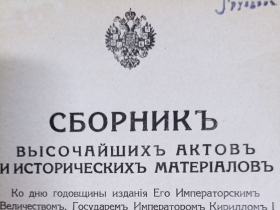 СБОРНИКЪ
ВЫСОЧАЙШИХЪ АКТОВЪ
И ИСТОРИЧЕСКИХЪ МАТЕРІАЛОВЪ
Ко дню годовщины изданія Его Императорскимъ
Величествомъ, Государемъ Императоромъ Кирилломъ I